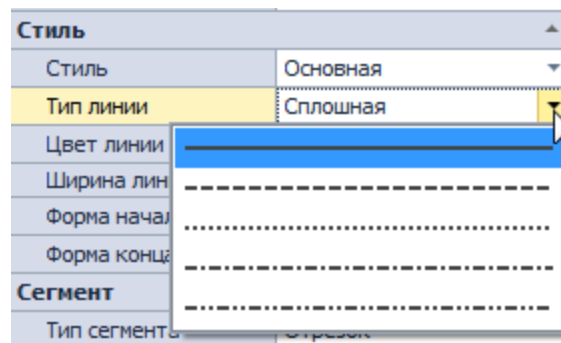 Стиль
Стиль Основная
Тип линии Сплошная
Цвет линии
Ширина лин
Форма начал
Форма конца
Сегмент
Тип сегмента